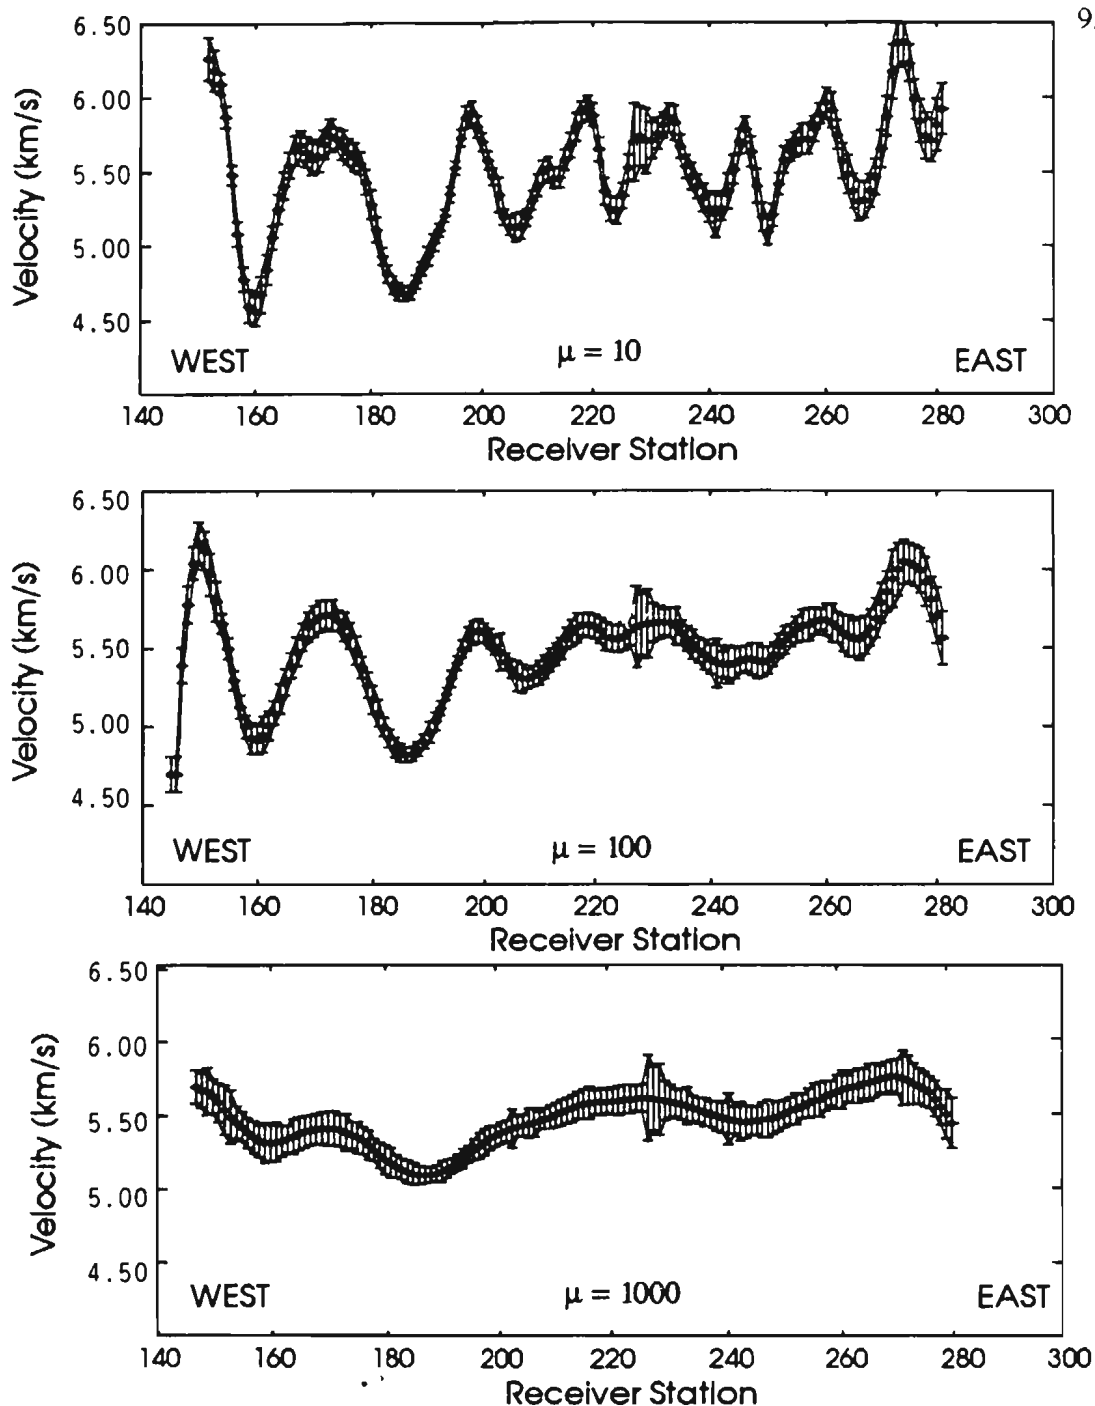 9
6.50
6.00
5.50
5.00
4.50
Velocity (km/s)
WEST
μ = 10
EAST
140 160 180 200 220 240 260 280 300
Receiver Station
6.50
6.00
5.50
5.00
4.50
Velocity (km/s)
WEST
μ = 100
EAST
140 160 180 200 220 240 260 280 300
Receiver Station
6.50
6.00
5.50
5.00
4.50
Velocity (km/s)
WEST
μ = 1000
EAST
140 160 180 200 220 240 260 280 300
Receiver Station